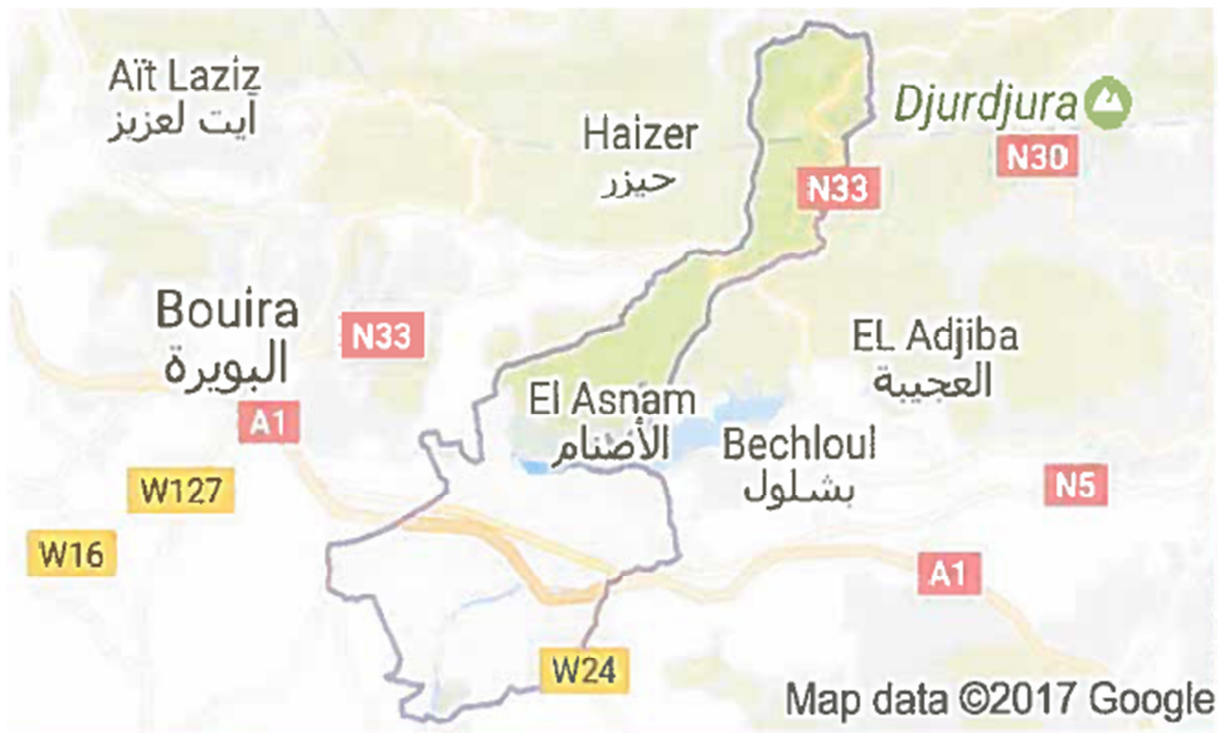 Aït Laziz
آيت لعزيز
Haizer
حيزر
Djurdjura
N30
N33
Bouira
البويرة
N33
EL Adjiba
العجيبة
El Asnam
الأصنام
A1
Bechloul
بشلول
W127
N5
W16
A1
W24
Map data ©2017 Google